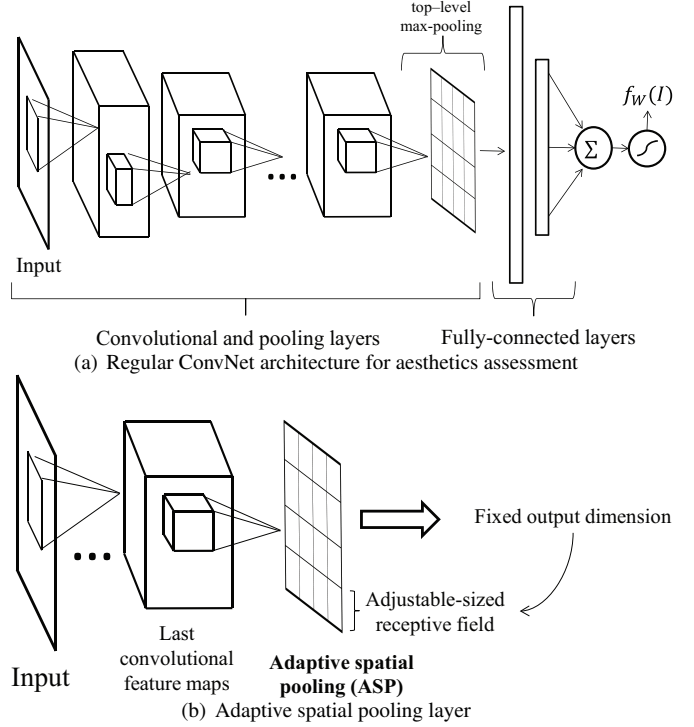 top–level
max-pooling
f_W(I)
Σ
Input
Convolutional and pooling layers
Fully-connected layers
(a) Regular ConvNet architecture for aesthetics assessment
Fixed output dimension
Adjustable-sized
receptive field
Last
convolutional
feature maps
Adaptive spatial
pooling (ASP)
Input
(b) Adaptive spatial pooling layer